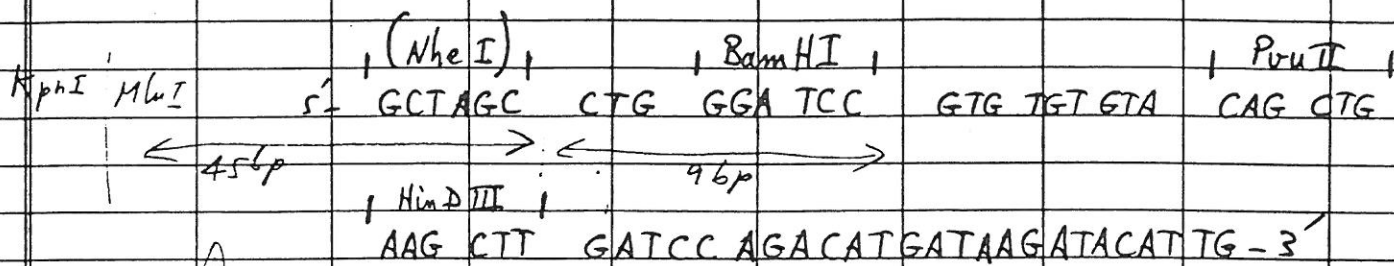 (NheI) BamHI PvuII
KpnI MluI 5'- GCTAGC CTG GGA TCC GTG TGT GTA CAG CTG
45bp 9bp
HinDIII
AAG CTT GATCC AGACATGATAAGATACATTG-3'